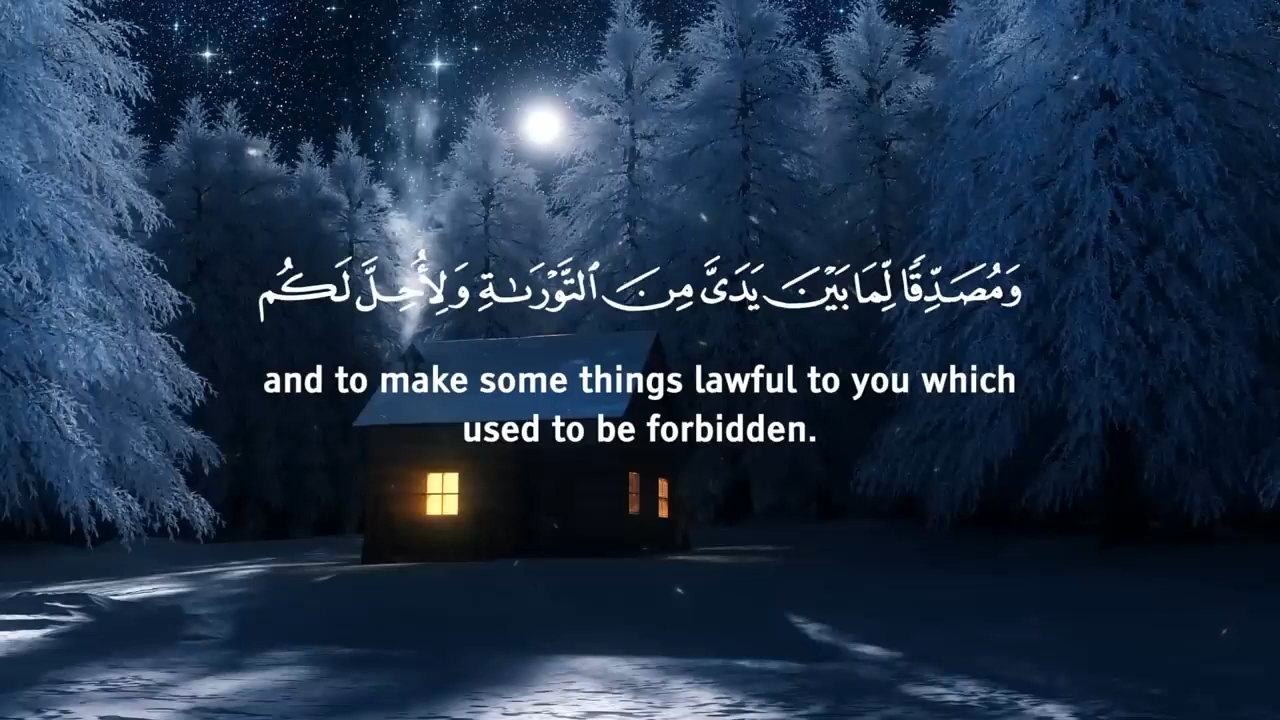 وَمُصَدِّقًا لِّمَا بَيْنَ يَدَىَّ مِنَ ٱلتَّوْرَىٰةِ وَلِأُحِلَّ لَكُم
and to make some things lawful to you which
used to be forbidden.